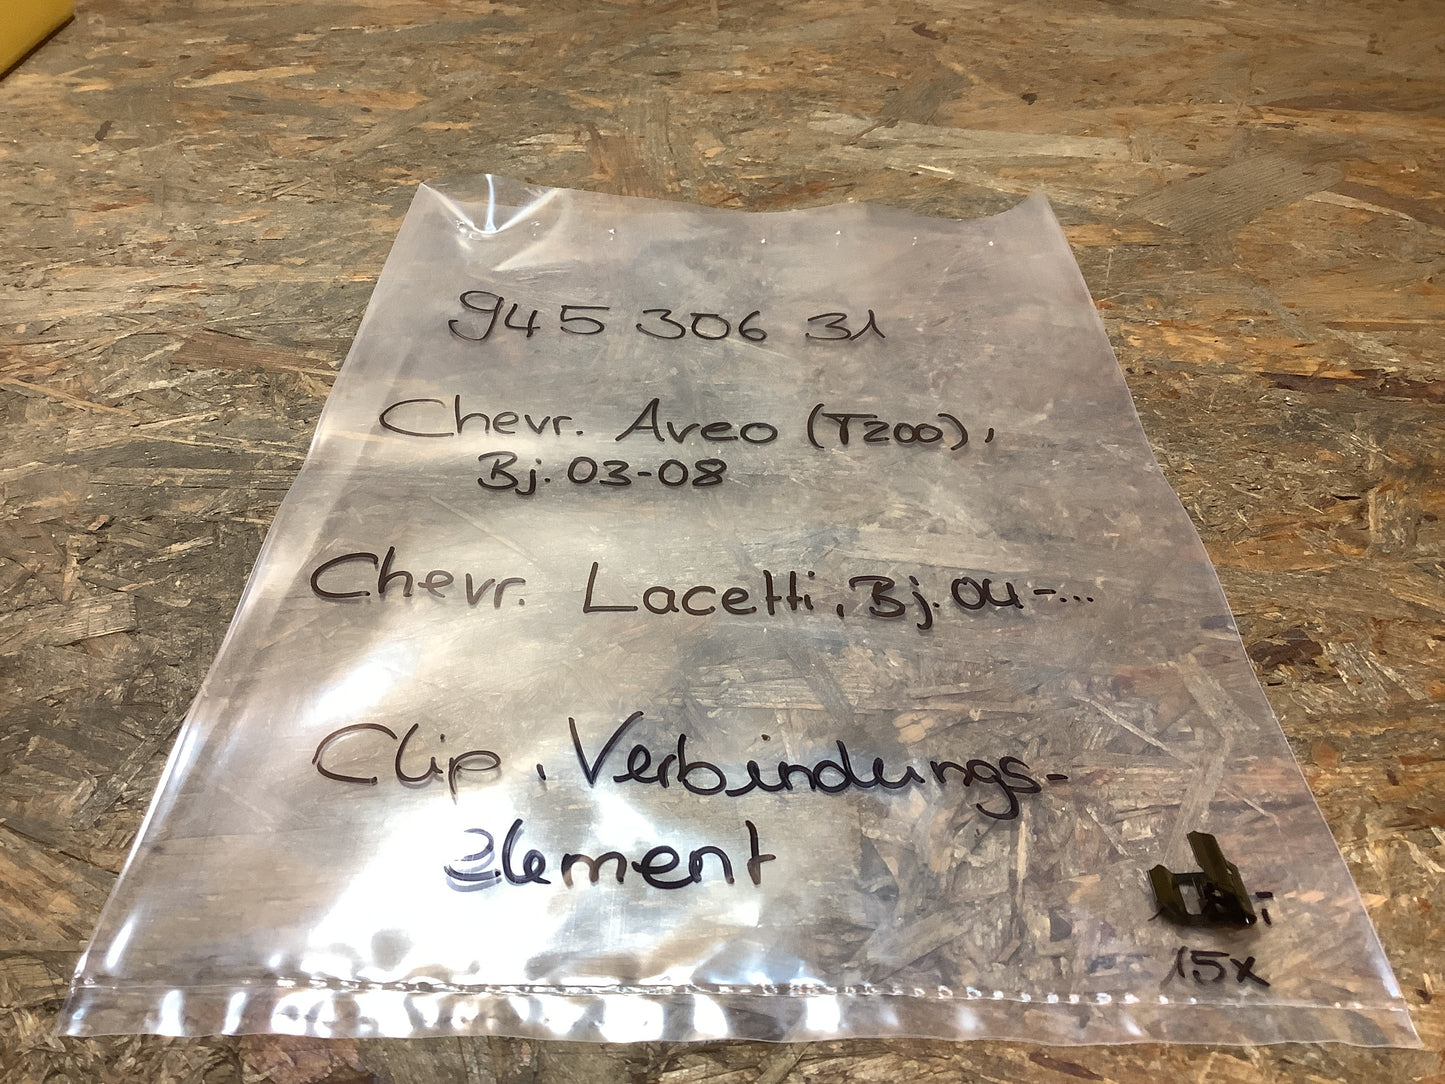 945 306 31
Chevr. Aveo (T200),
Bj. 03-08
Chevr. Lacetti, Bj. 04-...
Clip, Verbindungs-
element
15x